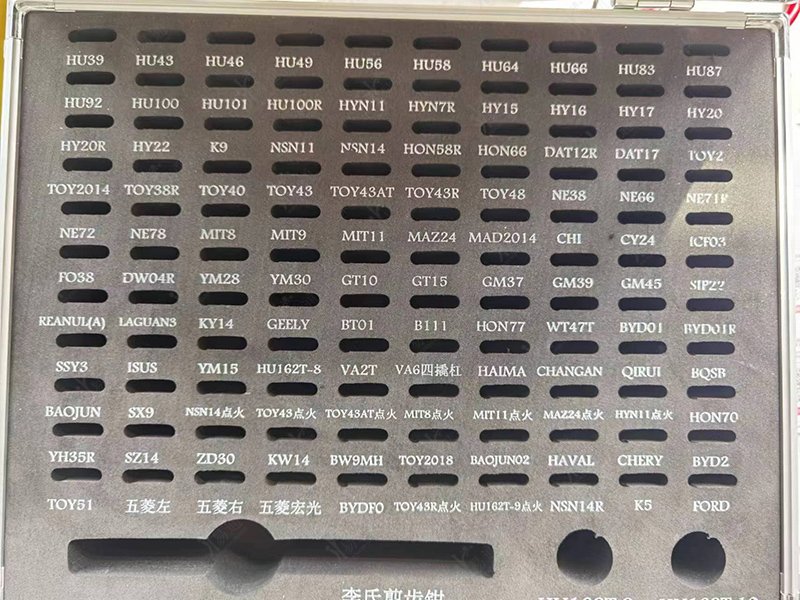 HU39 HU43 HU46 HU49 HU56 HU58 HU64 HU66 HU83 HU87
HU92 HU100 HU101 HU100R HYN11 HYN7R HY15 HY16 HY17 HY20
HY20R HY22 K9 NSN11 NSN14 HON58R HON66 DAT12R DAT17 TOY2
TOY2014 TOY38R TOY40 TOY43 TOY43AT TOY43R TOY48 NE38 NE66 NE71R
NE72 NE78 MIT8 MIT9 MIT11 MAZ24 MAD2014 CHI CY24 ICF03
FO38 DW04R YM28 YM30 GT10 GT15 GM37 GM39 GM45 SIP22
REANUL(A) LAGUAN3 KY14 GEELY BT01 B111 HON77 WT47T BYD01 BYD01R
SSY3 ISUS YM15 HU162T-8 VA2T VA6四撬杠 HAIMA CHANGAN QIRUI BQSB
BAOJUN SX9 NSN14点火 TOY43点火 TOY43AT点火 MIT8点火 MIT11点火 MAZ24点火 HYN11点火 HON70
YH35R SZ14 ZD30 KW14 BW9MH TOY2018 BAOJUN02 HAVAL CHERY BYD2
TOY51 五菱左 五菱右 五菱宏光 BYDF0 TOY43R点火 HU162T-9点火 NSN14R K5 FORD
李氏剪齿钳